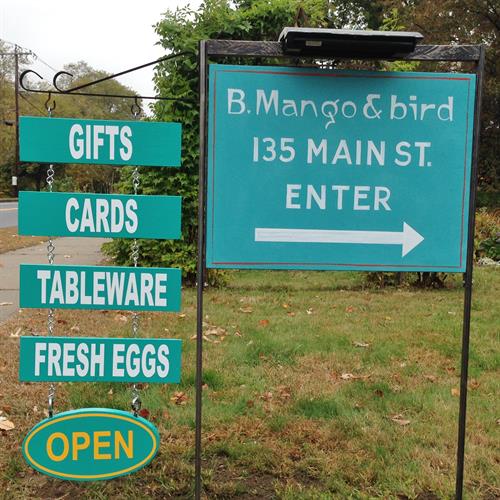 GIFTS
CARDS
TABLEWARE
FRESH EGGS
OPEN
B. Mango & bird
135 MAIN ST.
ENTER